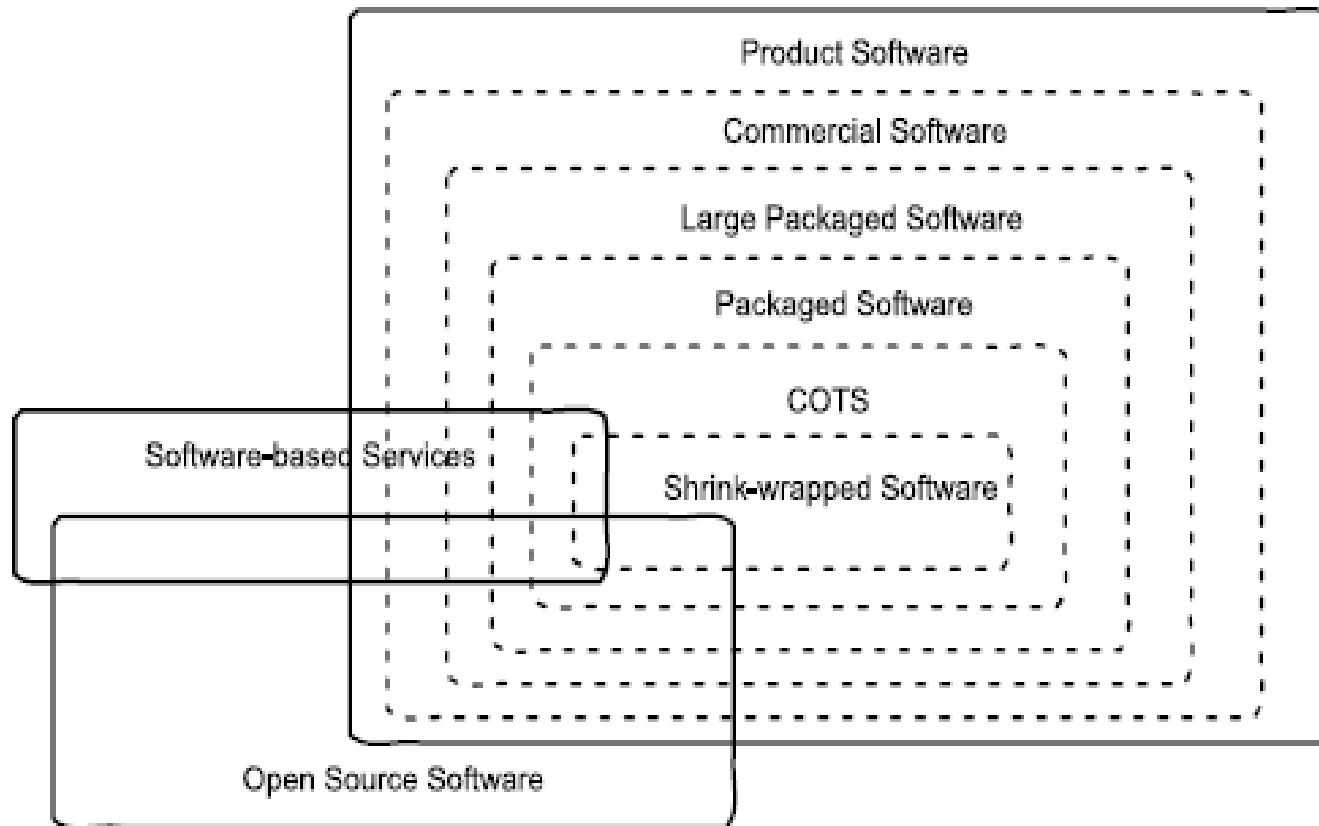 Product Software
Commercial Software
Large Packaged Software
Packaged Software
COTS
Software-based Services
Shrink-wrapped Software
Open Source Software